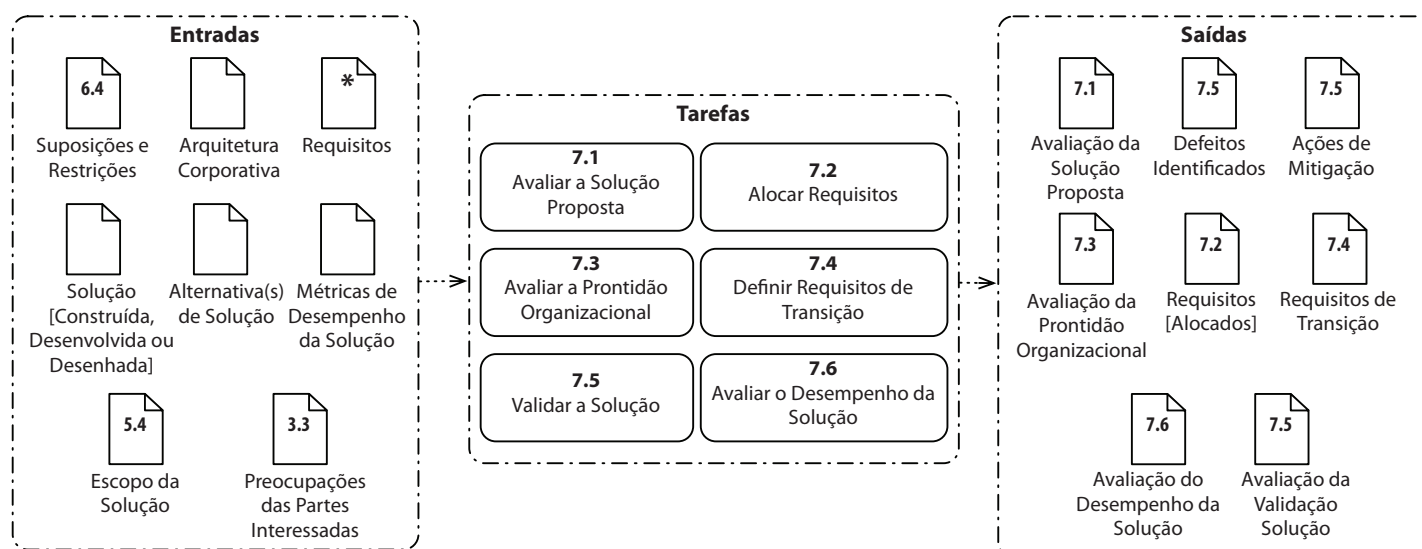 Entradas
6.4
Suposições e
Restrições
Arquitetura
Corporativa
*
Requisitos
Solução
[Construída,
Desenvolvida ou
Desenhada]
Alternativa(s)
de Solução
Métricas de
Desempenho
da Solução
5.4
Escopo da
Solução
3.3
Preocupações
das Partes
Interessadas
Tarefas
7.1
Avaliar a Solução
Proposta
7.2
Alocar Requisitos
7.3
Avaliar a Prontidão
Organizacional
7.4
Definir Requisitos de
Transição
7.5
Validar a Solução
7.6
Avaliar o Desempenho da
Solução
Saídas
7.1
Avaliação da
Solução
Proposta
7.5
Defeitos
Identificados
7.5
Ações de
Mitigação
7.3
Avaliação da
Prontidão
Organizacional
7.2
Requisitos
[Alocados]
7.4
Requisitos de
Transição
7.6
Avaliação do
Desempenho da
Solução
7.5
Avaliação da
Validação
Solução